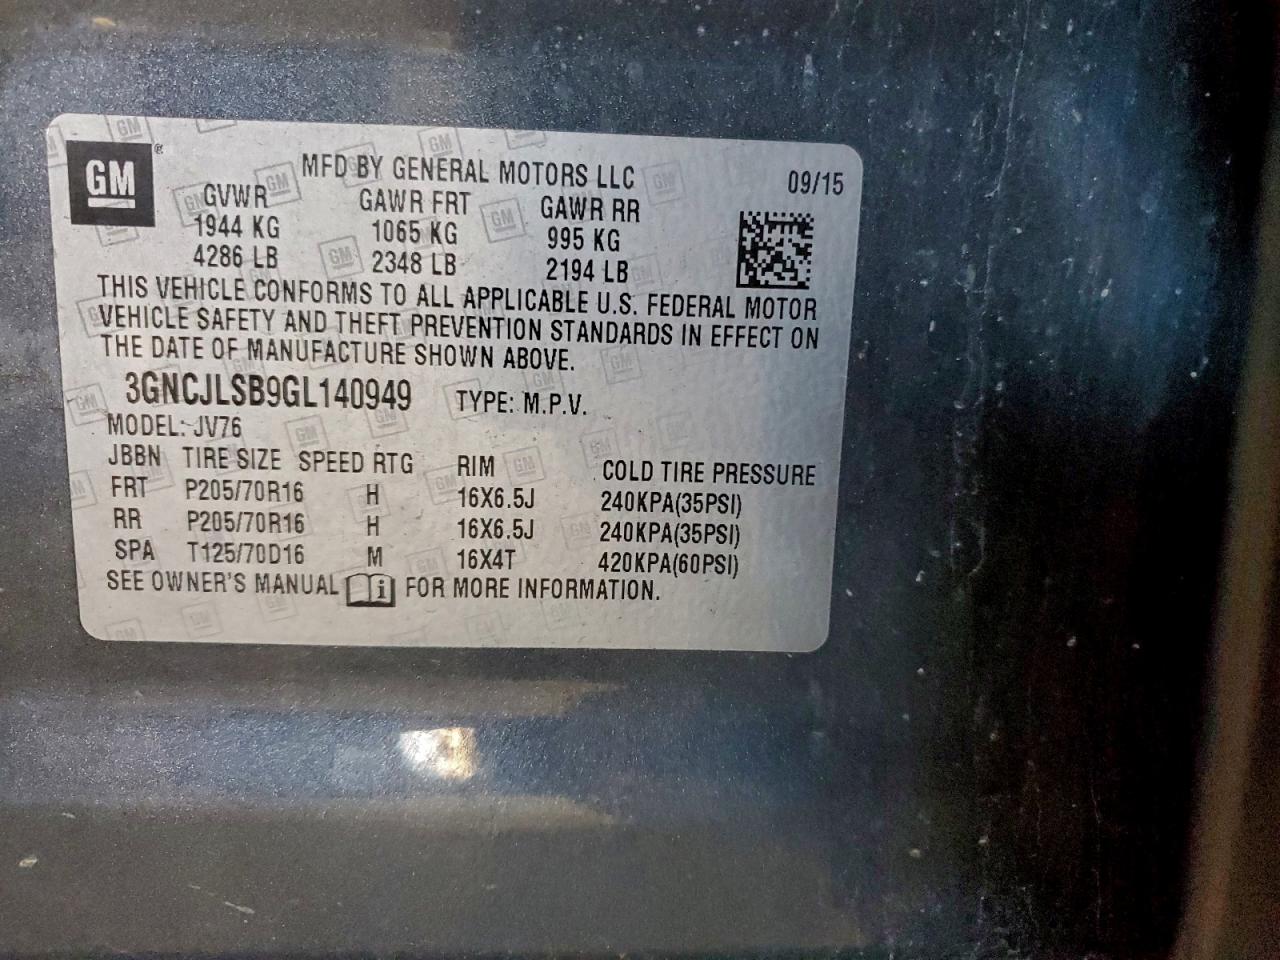 GM ®
MFD BY GENERAL MOTORS LLC 09/15
GVWR GAWR FRT GAWR RR
1944 KG 1065 KG 995 KG
4286 LB 2348 LB 2194 LB
THIS VEHICLE CONFORMS TO ALL APPLICABLE U.S. FEDERAL MOTOR
VEHICLE SAFETY AND THEFT PREVENTION STANDARDS IN EFFECT ON
THE DATE OF MANUFACTURE SHOWN ABOVE.
3GNCJLSB9GL140949 TYPE: M.P.V.
MODEL: JV76
JBBN TIRE SIZE SPEED RTG RIM COLD TIRE PRESSURE
FRT P205/70R16 H 16X6.5J 240KPA(35PSI)
RR P205/70R16 H 16X6.5J 240KPA(35PSI)
SPA T125/70D16 M 16X4T 420KPA(60PSI)
SEE OWNER'S MANUAL i FOR MORE INFORMATION.